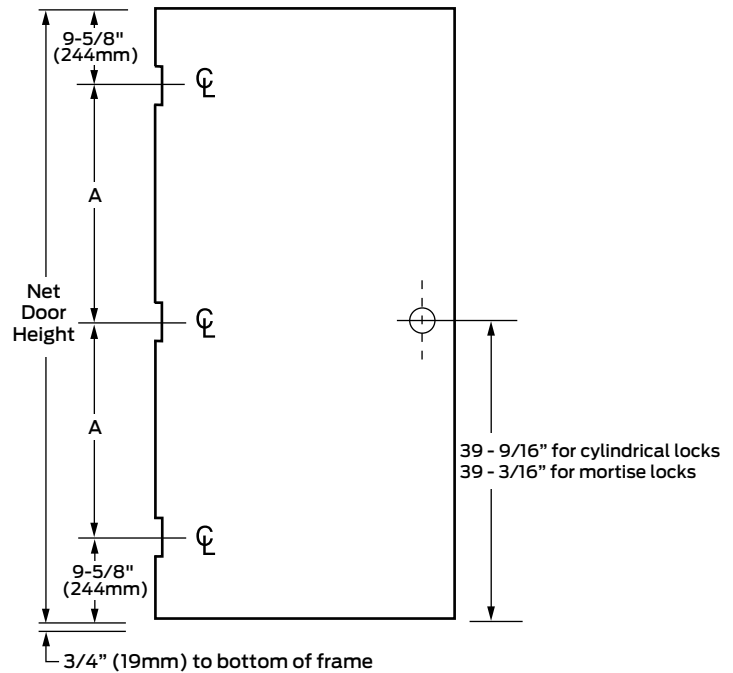 9-5/8"
(244mm)
℄
A
Net
Door
Height
℄
A
39 - 9/16” for cylindrical locks
39 - 3/16” for mortise locks
℄
9-5/8"
(244mm)
3/4” (19mm) to bottom of frame